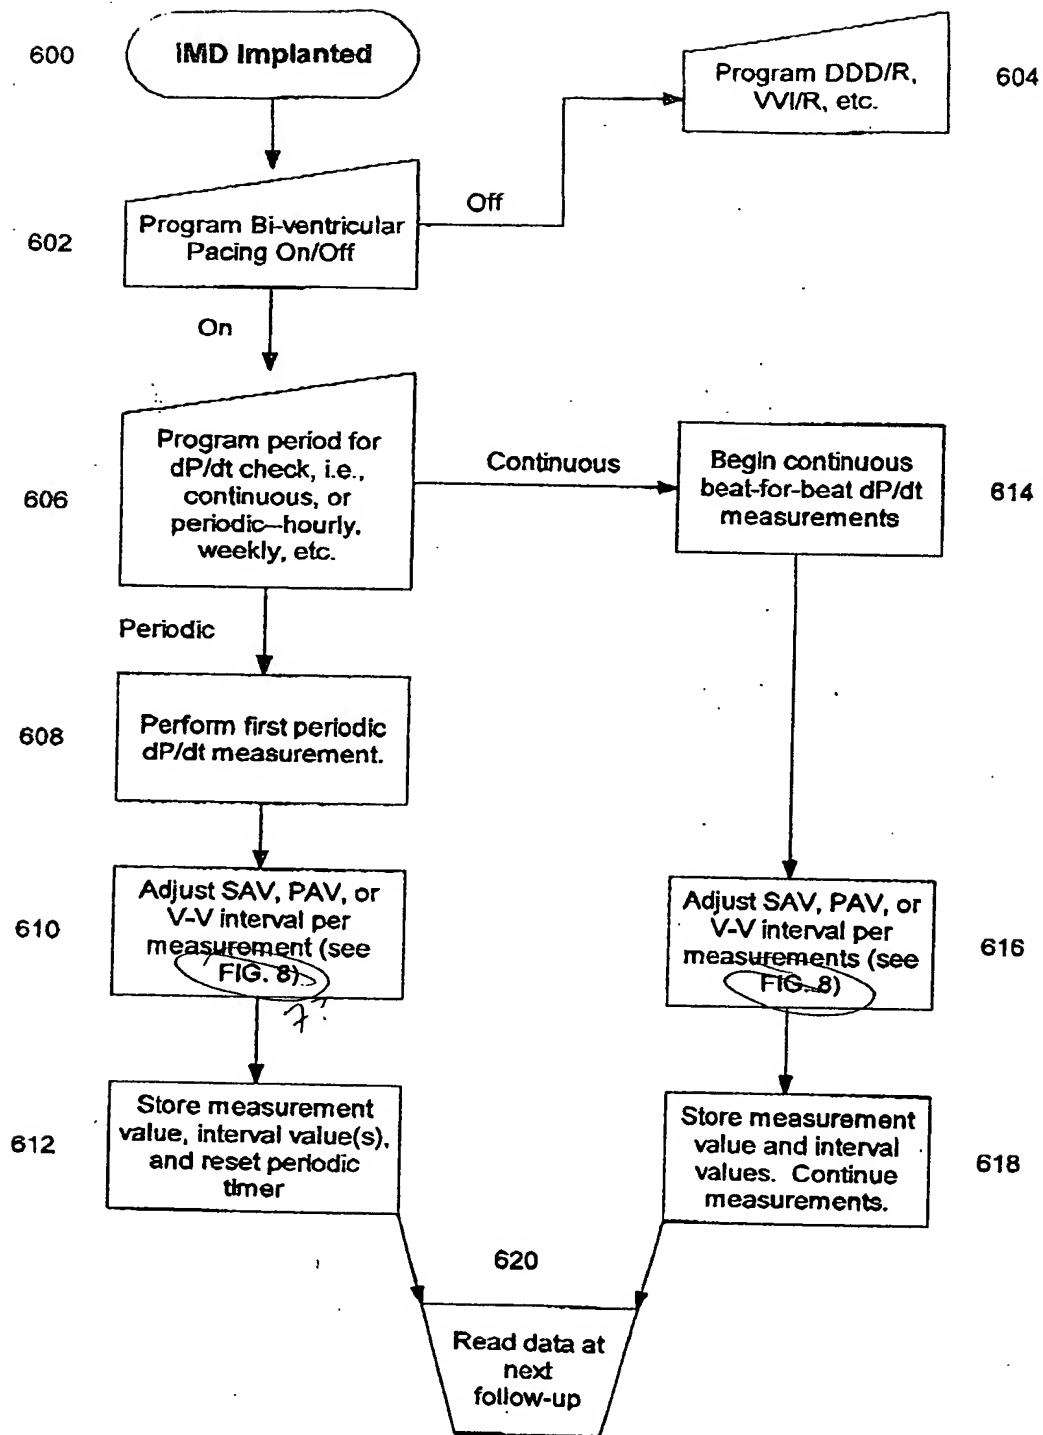 600
IMD Implanted
Program DDD/R,
VVI/R, etc.
604
Off
602
Program Bi-ventricular
Pacing On/Off
On
606
Program period for
dP/dt check, i.e.,
continuous, or
periodic--hourly,
weekly, etc.
Continuous
Begin continuous
beat-for-beat dP/dt
measurements
614
Periodic
608
Perform first periodic
dP/dt measurement.
610
Adjust SAV, PAV, or
V-V interval per
measurement (see
FIG. 8)
7?
Adjust SAV, PAV, or
V-V interval per
measurements (see
FIG. 8)
616
612
Store measurement
value, interval value(s),
and reset periodic
timer
Store measurement
value and interval
values. Continue
measurements.
618
620
Read data at
next
follow-up